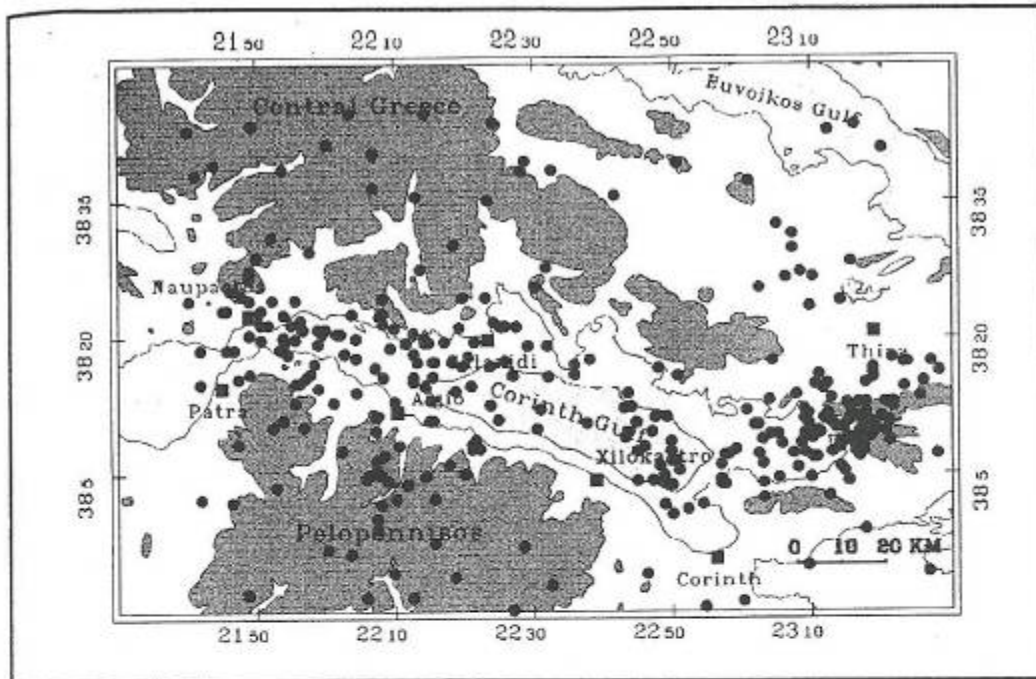 21 50
22 10
22 30
22 50
23 10
Euvoikos Gulf
Central Greece
38 35
38 35
Naupac
Thiva
38 20
38 20
Patra
Aigio
Corinth Gulf
Xilokastro
38 5
38 5
Peloponnisos
0 10 20 KM
Corinth
21 50
22 10
22 30
22 50
23 10